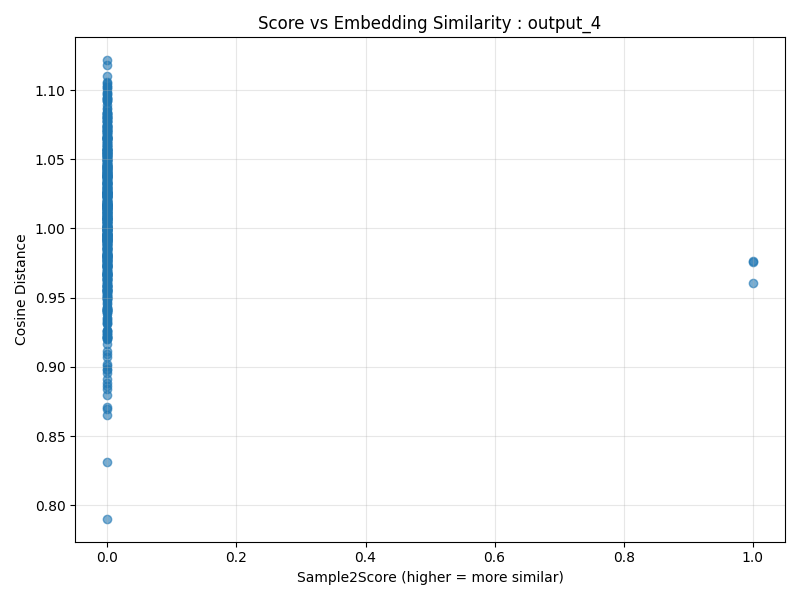 Score vs Embedding Similarity : output_4
Cosine Distance
1.10
1.05
1.00
0.95
0.90
0.85
0.80
0.0 0.2 0.4 0.6 0.8 1.0
Sample2Score (higher = more similar)